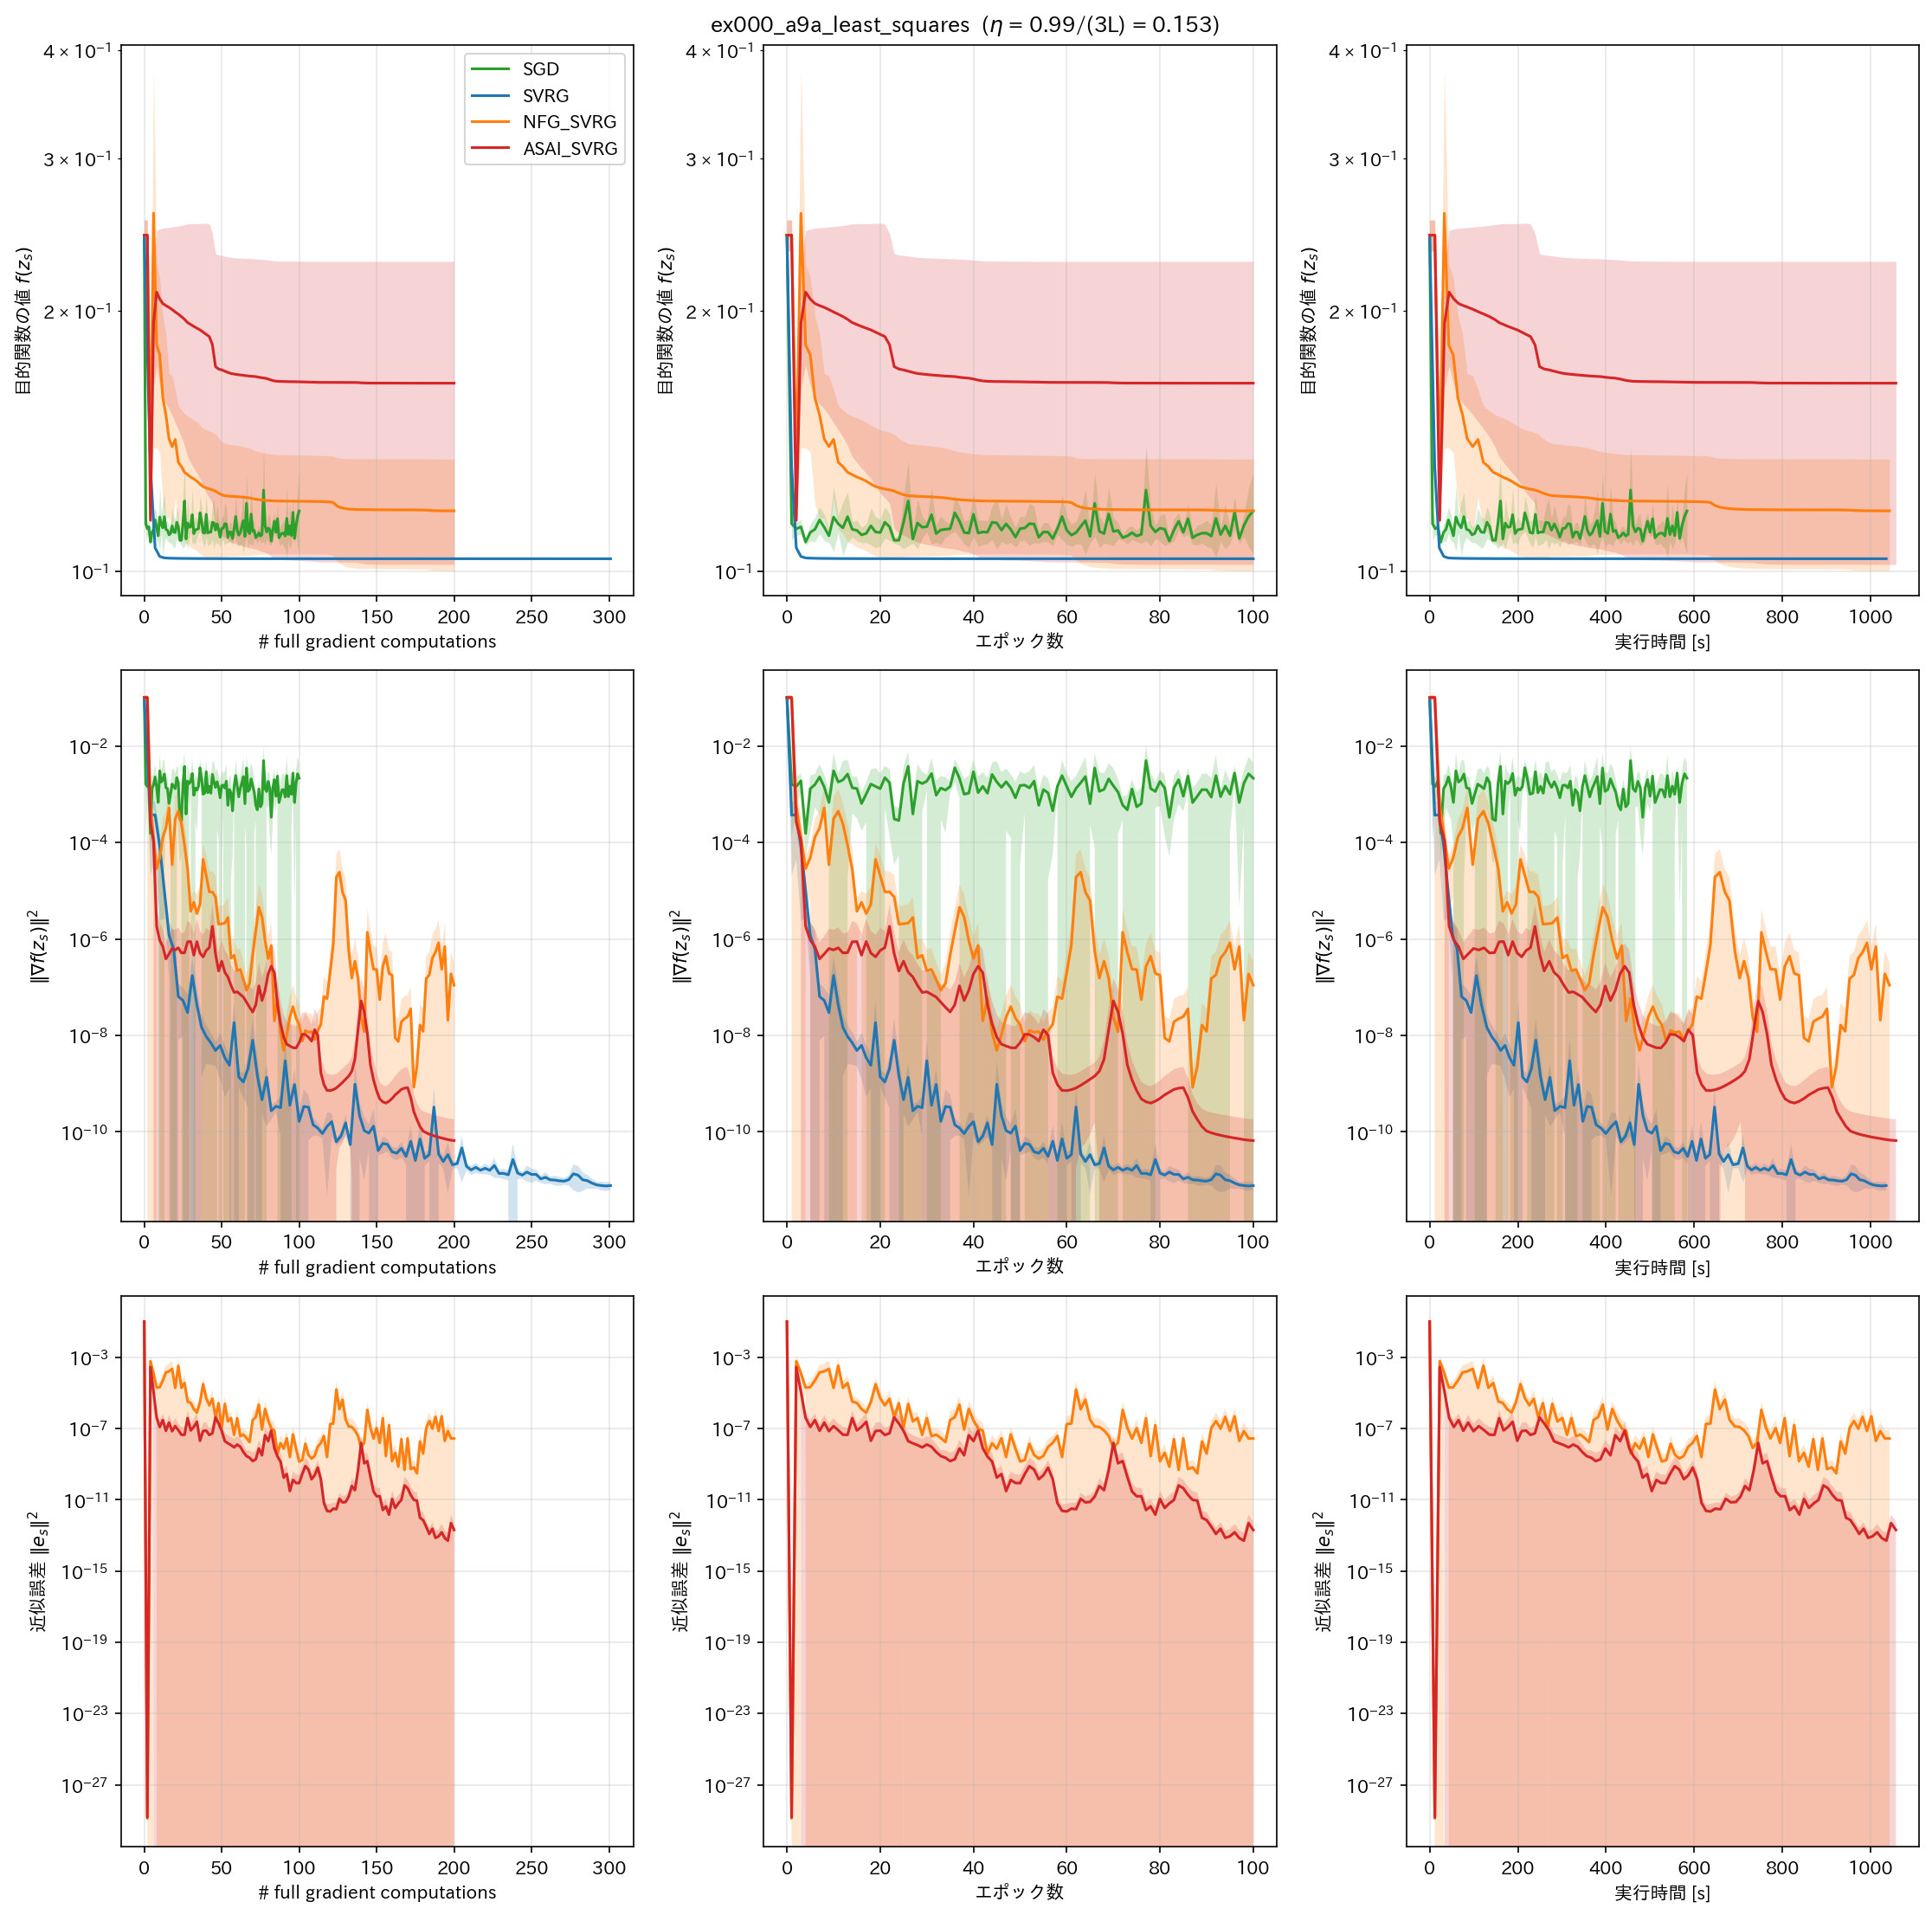 ex000_a9a_least_squares (η = 0.99/(3L) = 0.153)
目的関数の値 f(z_s)
4 × 10⁻¹
3 × 10⁻¹
2 × 10⁻¹
10⁻¹
SGD
SVRG
NFG_SVRG
ASAI_SVRG
0 50 100 150 200 250 300
# full gradient computations
目的関数の値 f(z_s)
4 × 10⁻¹
3 × 10⁻¹
2 × 10⁻¹
10⁻¹
0 20 40 60 80 100
エポック数
目的関数の値 f(z_s)
4 × 10⁻¹
3 × 10⁻¹
2 × 10⁻¹
10⁻¹
0 200 400 600 800 1000
実行時間 [s]
‖∇f(z_s)‖²
10⁻²
10⁻⁴
10⁻⁶
10⁻⁸
10⁻¹⁰
0 50 100 150 200 250 300
# full gradient computations
‖∇f(z_s)‖²
10⁻²
10⁻⁴
10⁻⁶
10⁻⁸
10⁻¹⁰
0 20 40 60 80 100
エポック数
‖∇f(z_s)‖²
10⁻²
10⁻⁴
10⁻⁶
10⁻⁸
10⁻¹⁰
0 200 400 600 800 1000
実行時間 [s]
近似誤差 ‖e_s‖²
10⁻³
10⁻⁷
10⁻¹¹
10⁻¹⁵
10⁻¹⁹
10⁻²³
10⁻²⁷
0 50 100 150 200 250 300
# full gradient computations
近似誤差 ‖e_s‖²
10⁻³
10⁻⁷
10⁻¹¹
10⁻¹⁵
10⁻¹⁹
10⁻²³
10⁻²⁷
0 20 40 60 80 100
エポック数
近似誤差 ‖e_s‖²
10⁻³
10⁻⁷
10⁻¹¹
10⁻¹⁵
10⁻¹⁹
10⁻²³
10⁻²⁷
0 200 400 600 800 1000
実行時間 [s]